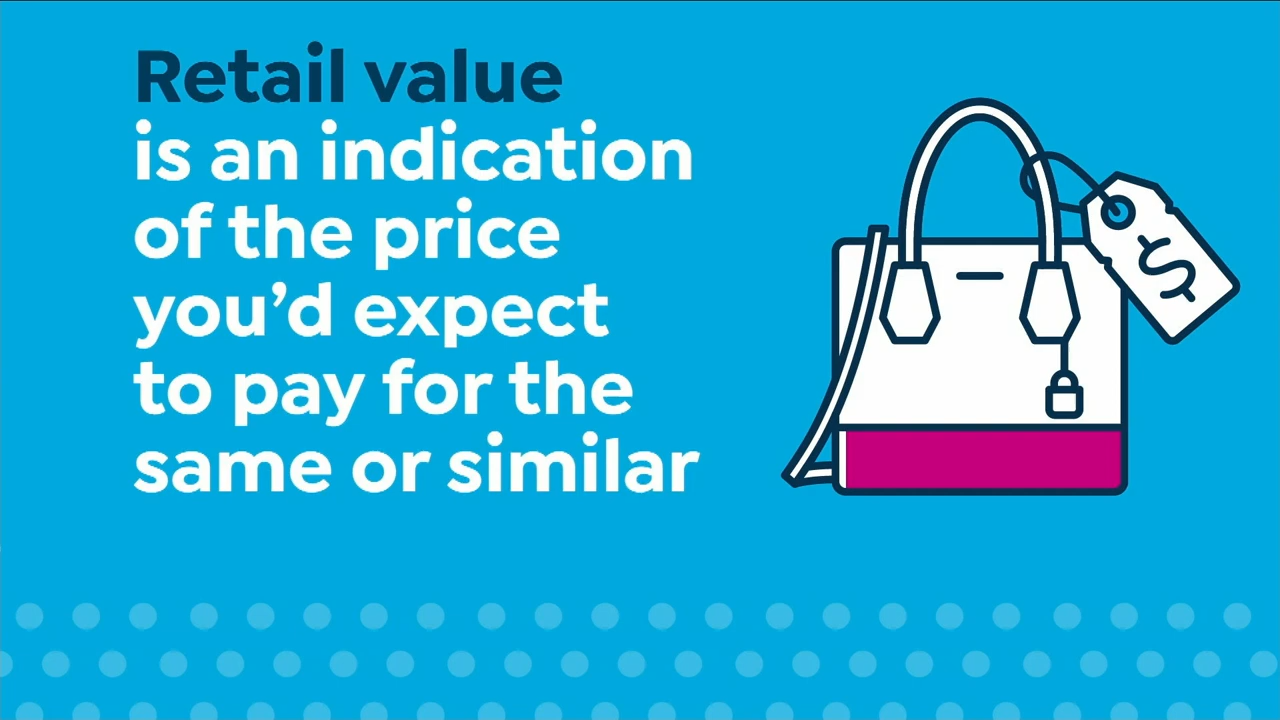 Retail value
is an indication
of the price
you’d expect
to pay for the
same or similar
$